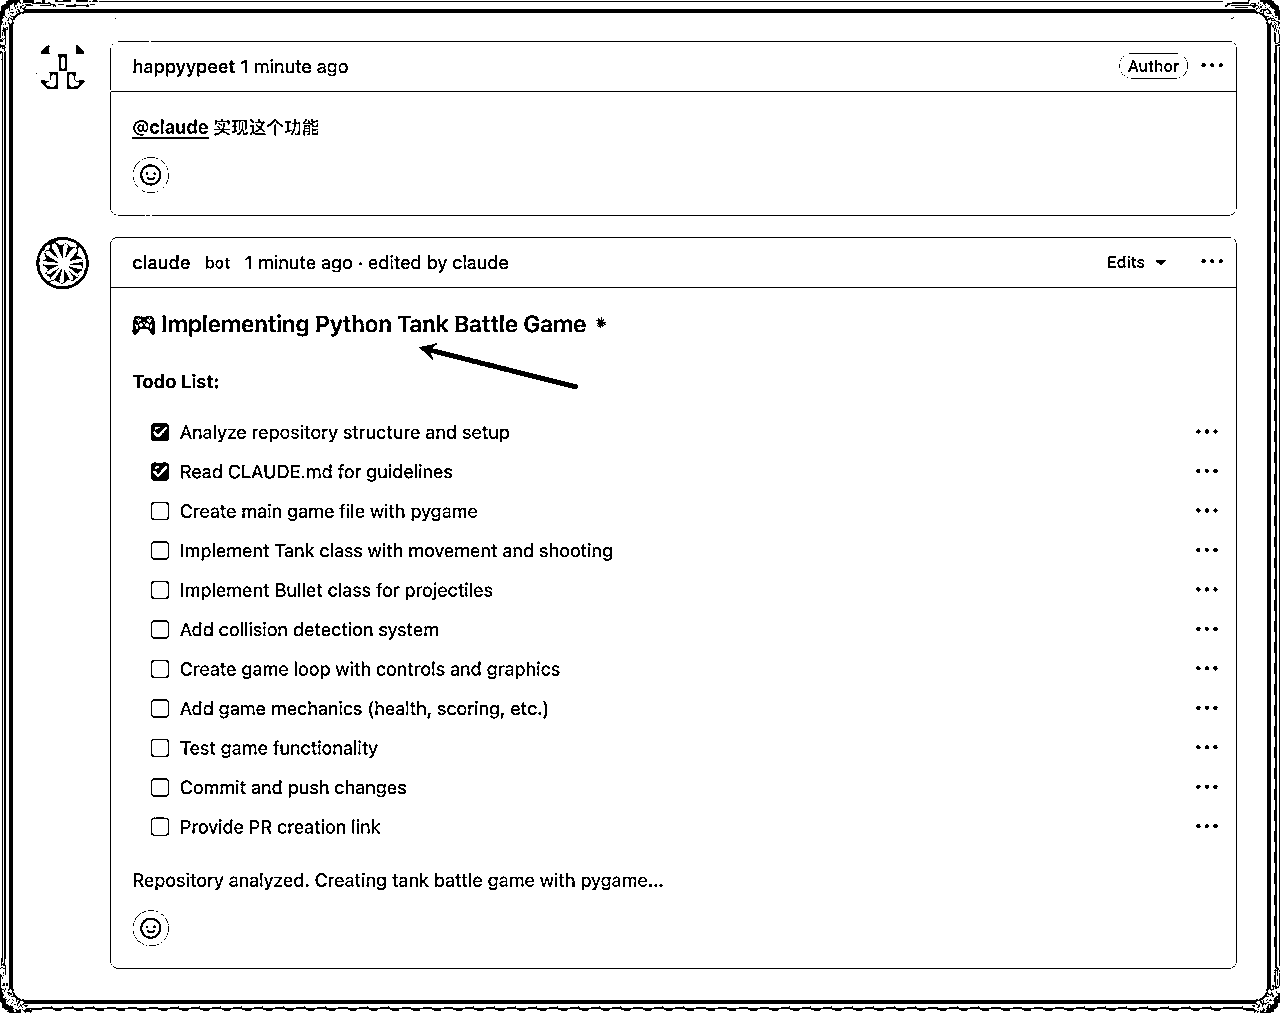 happyypeet 1 minute ago Author
@claude 实现这个功能
claude bot 1 minute ago · edited by claude Edits
🎮 Implementing Python Tank Battle Game
Todo List:
Analyze repository structure and setup
Read CLAUDE.md for guidelines
Create main game file with pygame
Implement Tank class with movement and shooting
Implement Bullet class for projectiles
Add collision detection system
Create game loop with controls and graphics
Add game mechanics (health, scoring, etc.)
Test game functionality
Commit and push changes
Provide PR creation link
Repository analyzed. Creating tank battle game with pygame...